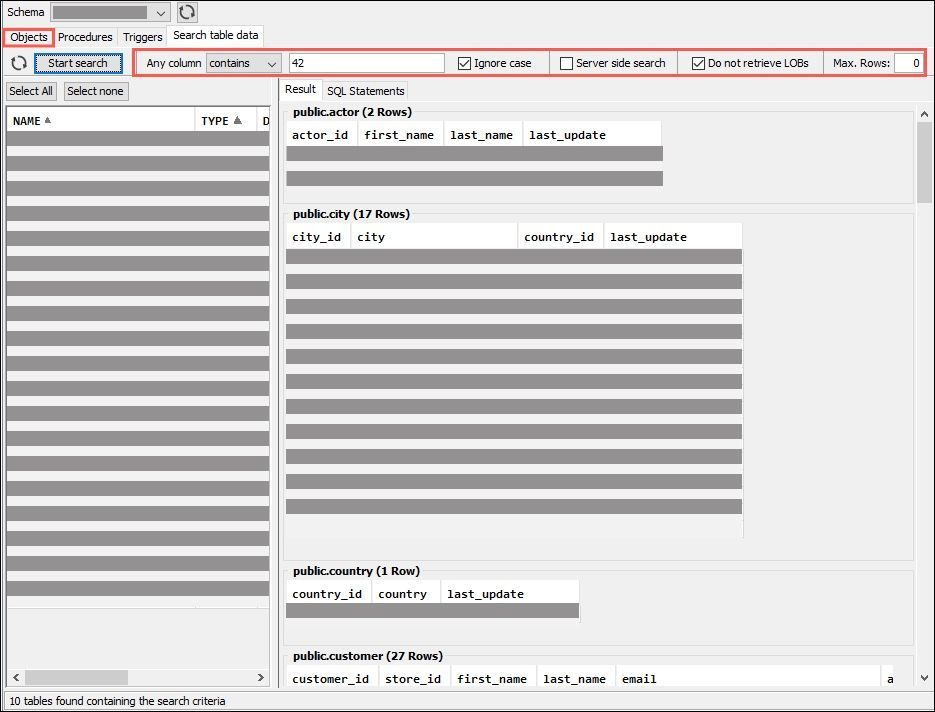 Schema
Objects Procedures Triggers Search table data
Start search Any column contains 42 Ignore case Server side search Do not retrieve LOBs Max. Rows: 0
Select All Select none Result SQL Statements
NAME TYPE D
public.actor (2 Rows)
actor_id first_name last_name last_update
public.city (17 Rows)
city_id city country_id last_update
public.country (1 Row)
country_id country last_update
public.customer (27 Rows)
customer_id store_id first_name last_name email a
10 tables found containing the search criteria